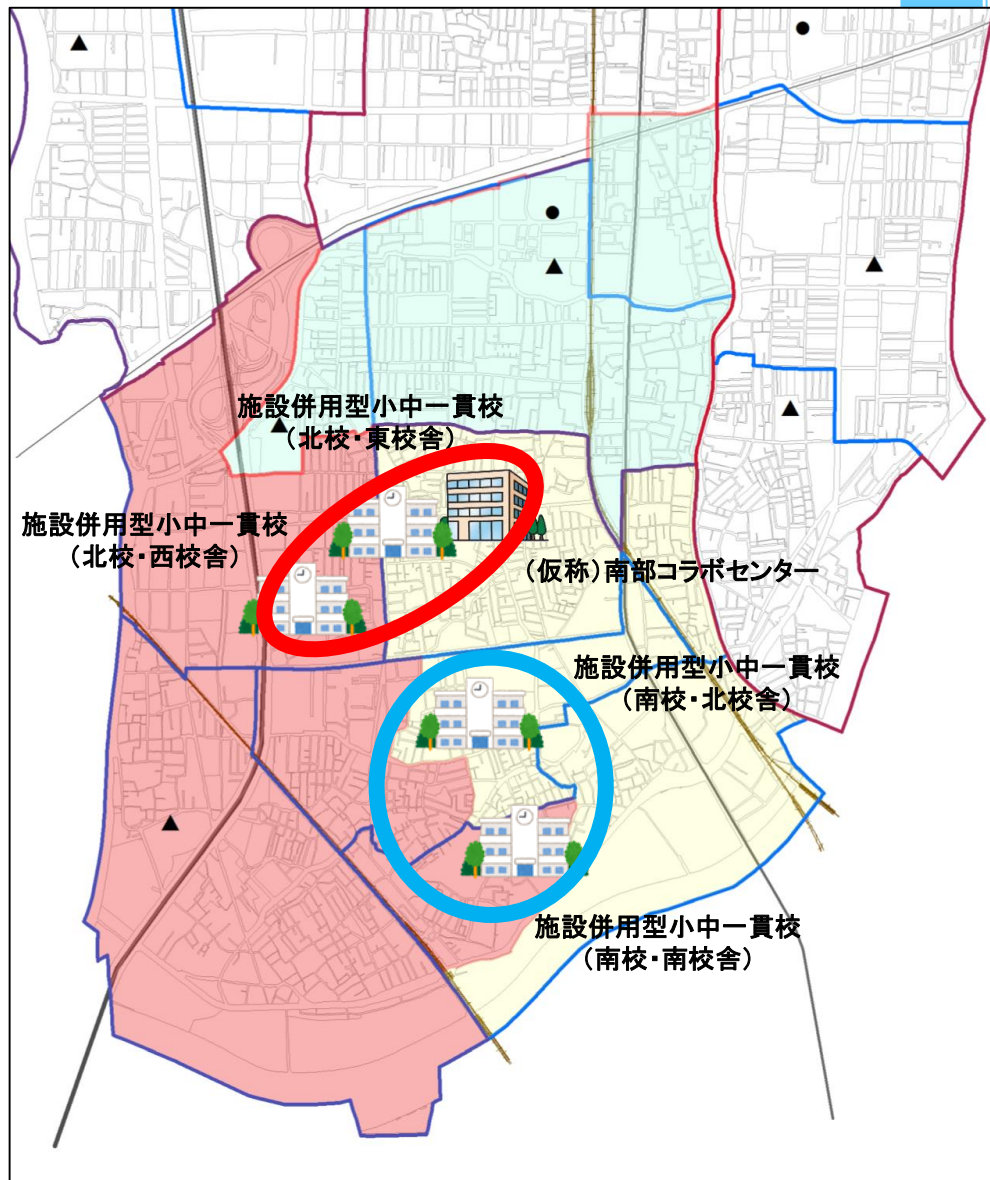 施設併用型小中一貫校
（北校・東校舎）
施設併用型小中一貫校
（北校・西校舎）
（仮称）南部コラボセンター
施設併用型小中一貫校
（南校・北校舎）
施設併用型小中一貫校
（南校・南校舎）